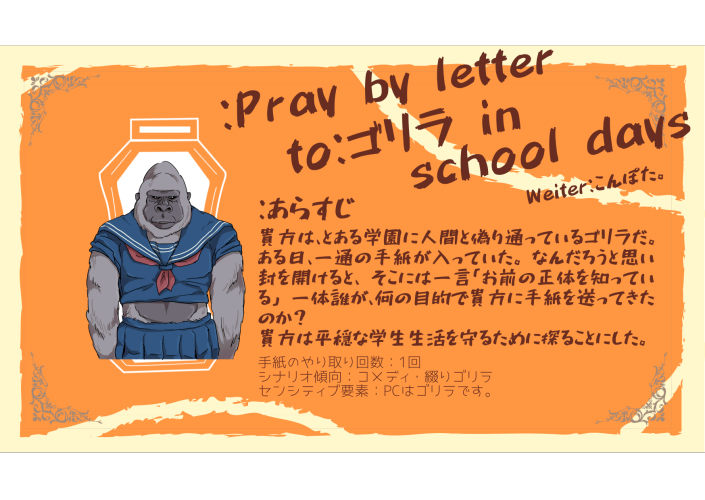 :Pray by letter
to:ゴリラ in
school days
Weiter:こんぽた。
:あらすじ
貴方は、とある学園に人間と偽り通っているゴリラだ。
ある日、一通の手紙が入っていた。なんだろうと思い
封を開けると、そこには一言「お前の正体を知ってい
る」 一体誰が、何の目的で貴方に手紙を送ってきた
のか?
貴方は平穏な学生生活を守るために探ることにした。
手紙のやり取り回数:1回
シナリオ傾向:コメディ・綴りゴリラ
センシティブ要素:PCはゴリラです。